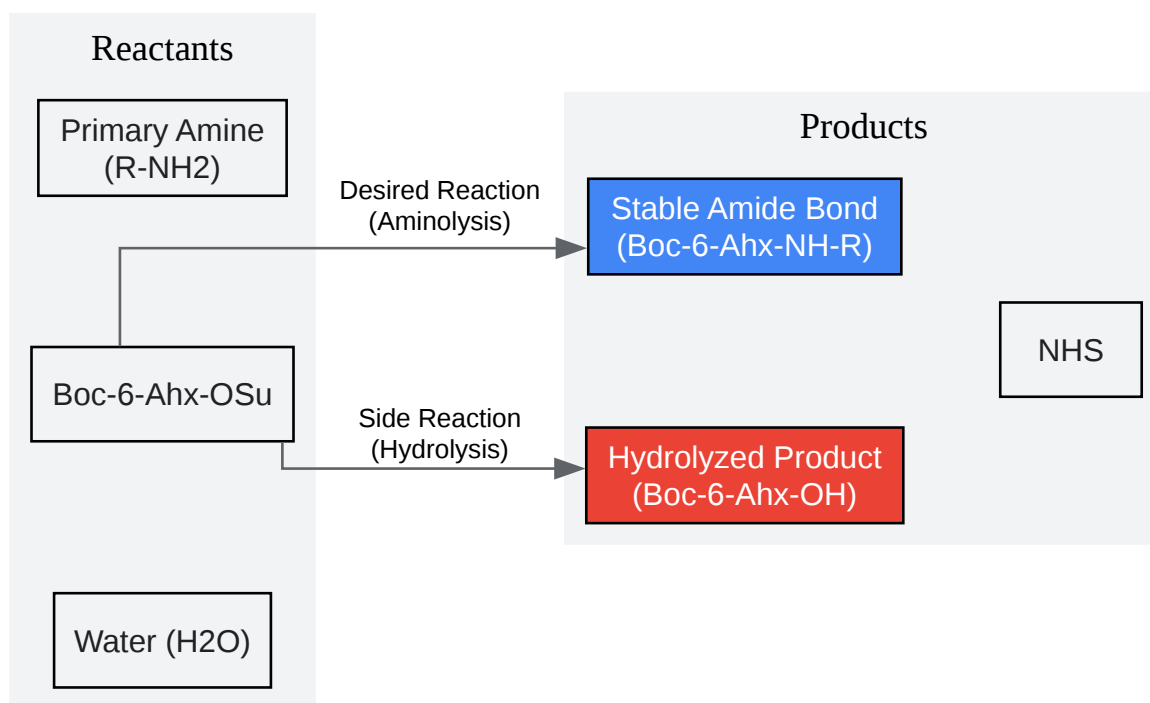 Reactants
Primary Amine
(R-NH2)
Boc-6-Ahx-OSu
Water (H2O)
Desired Reaction
(Aminolysis)
Side Reaction
(Hydrolysis)
Products
Stable Amide Bond
(Boc-6-Ahx-NH-R)
NHS
Hydrolyzed Product
(Boc-6-Ahx-OH)